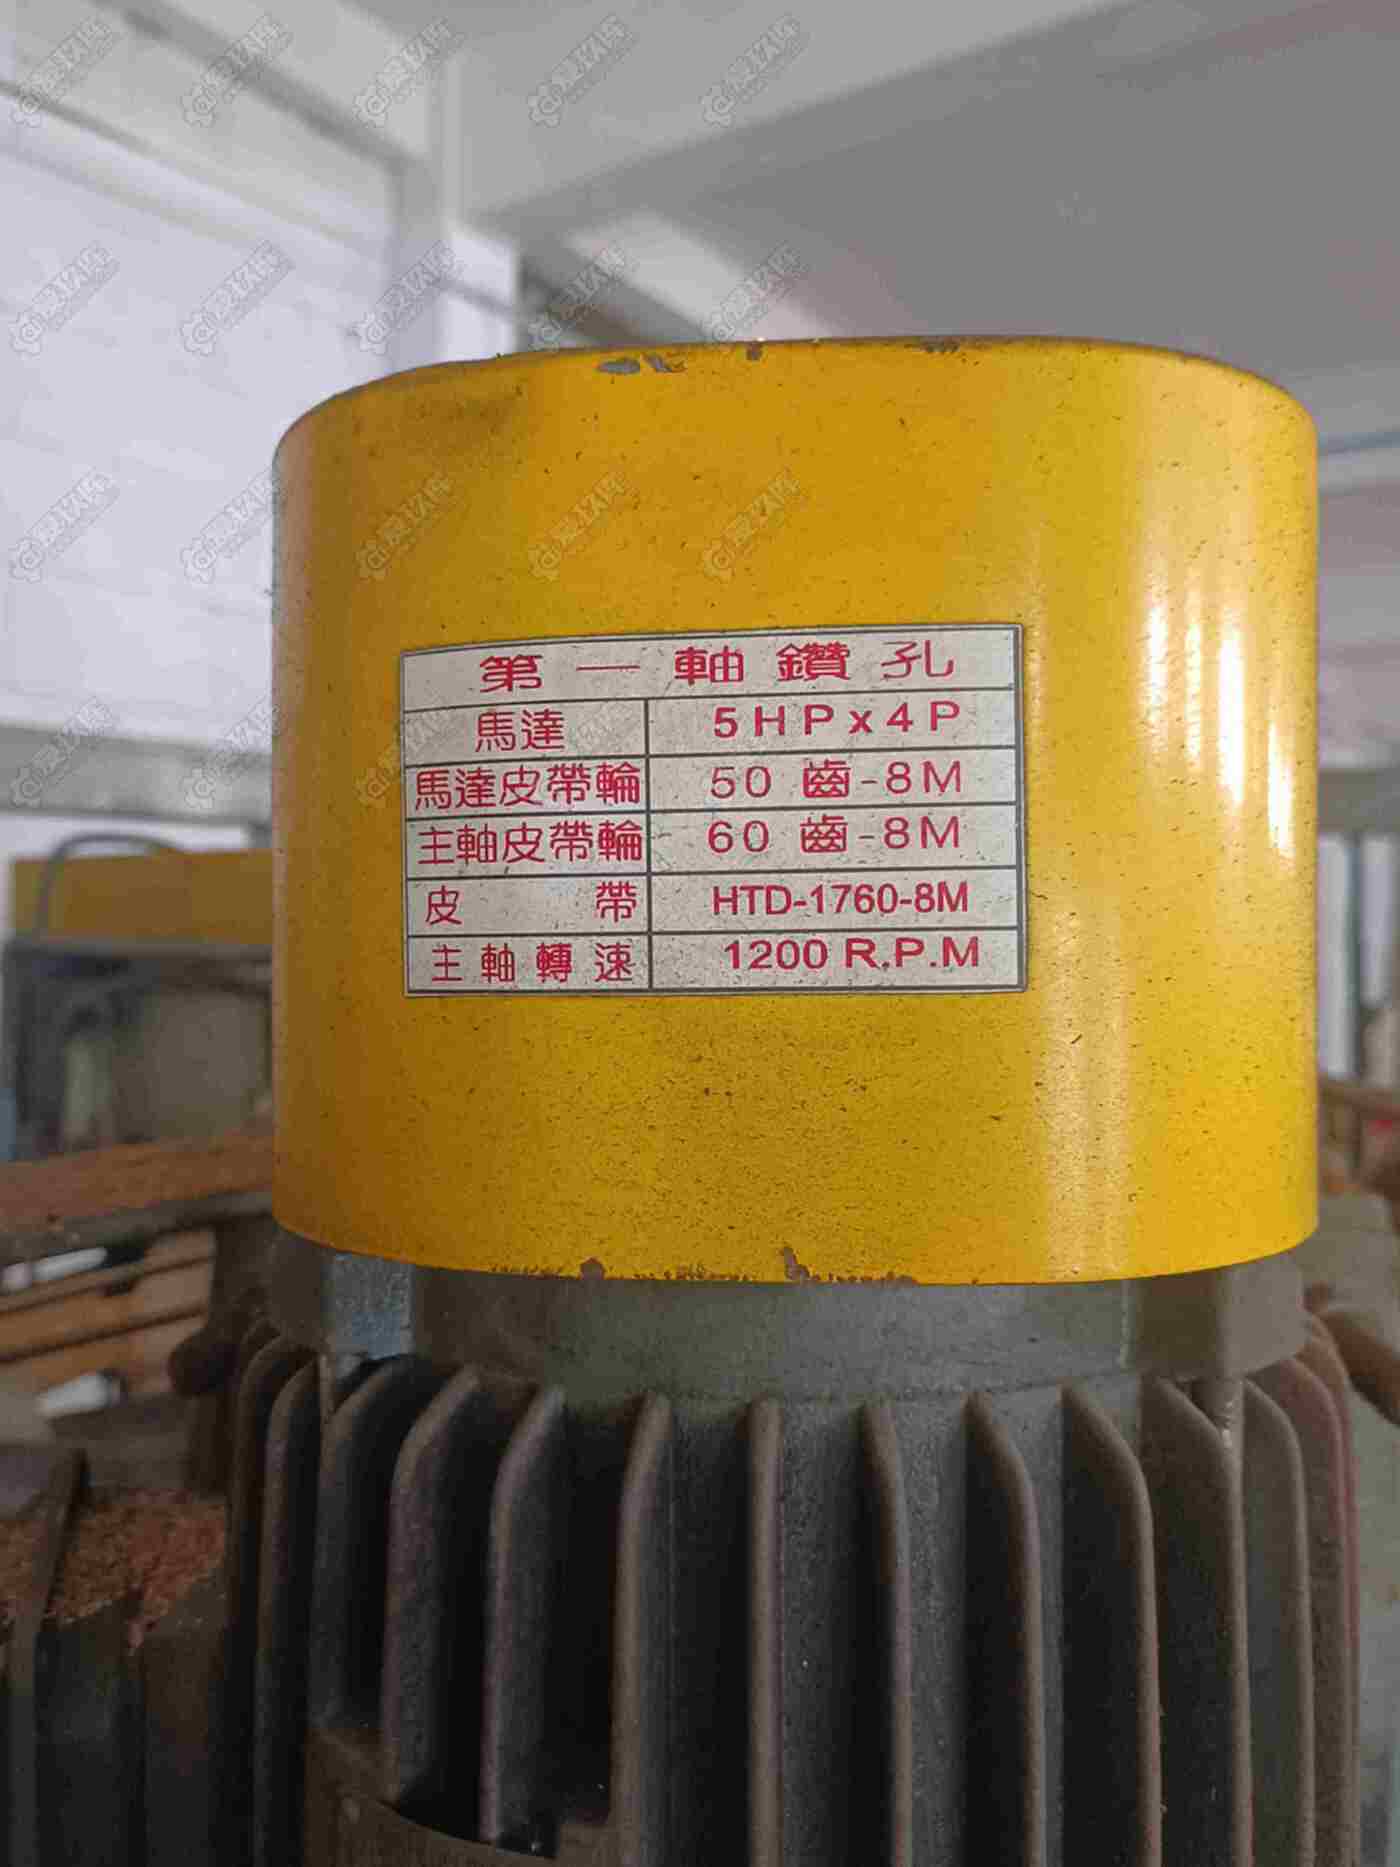 第一軸鑽孔
馬達 5HPx4P
馬達皮帶輪 50 齒-8M
主軸皮帶輪 60 齒-8M
皮帶 HTD-1760-8M
主軸轉速 1200 R.P.M